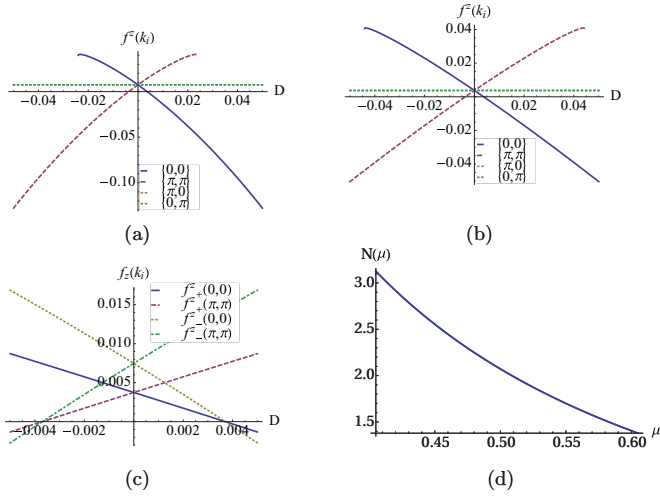 f^z(k_i)
D
−0.04 −0.02 0.02 0.04
−0.05
−0.10
{0,0}
{π,π}
{π,0}
{0,π}
(a)
f^z(k_i)
0.04
0.02
D
−0.04 −0.02 0.02 0.04
−0.02
−0.04
{0,0}
{π,π}
{π,0}
{0,π}
(b)
f_z(k_i)
0.015
0.010
0.005
D
−0.004 −0.002 0.002 0.004
f^z_+(0,0)
f^z_+(π,π)
f^z_−(0,0)
f^z_−(π,π)
(c)
N(μ)
3.0
2.5
2.0
1.5
μ
0.45 0.50 0.55 0.60
(d)